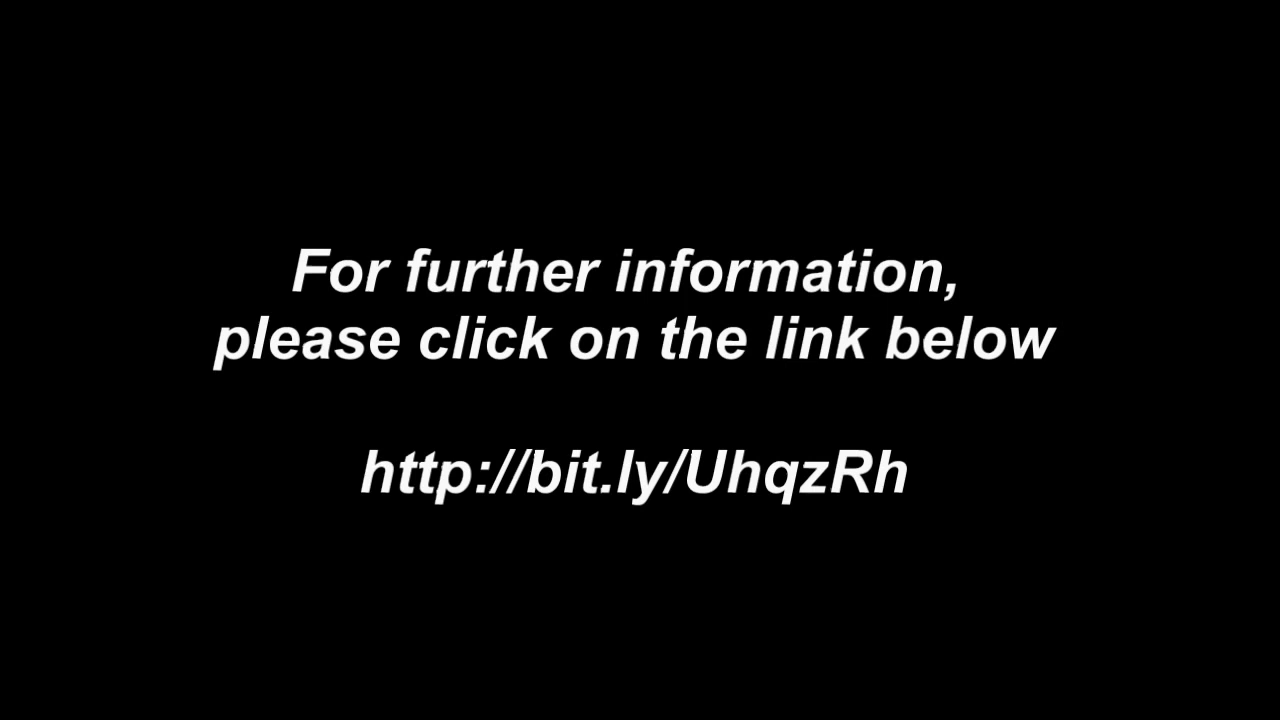 For further information,
please click on the link below
http://bit.ly/UhqzRh